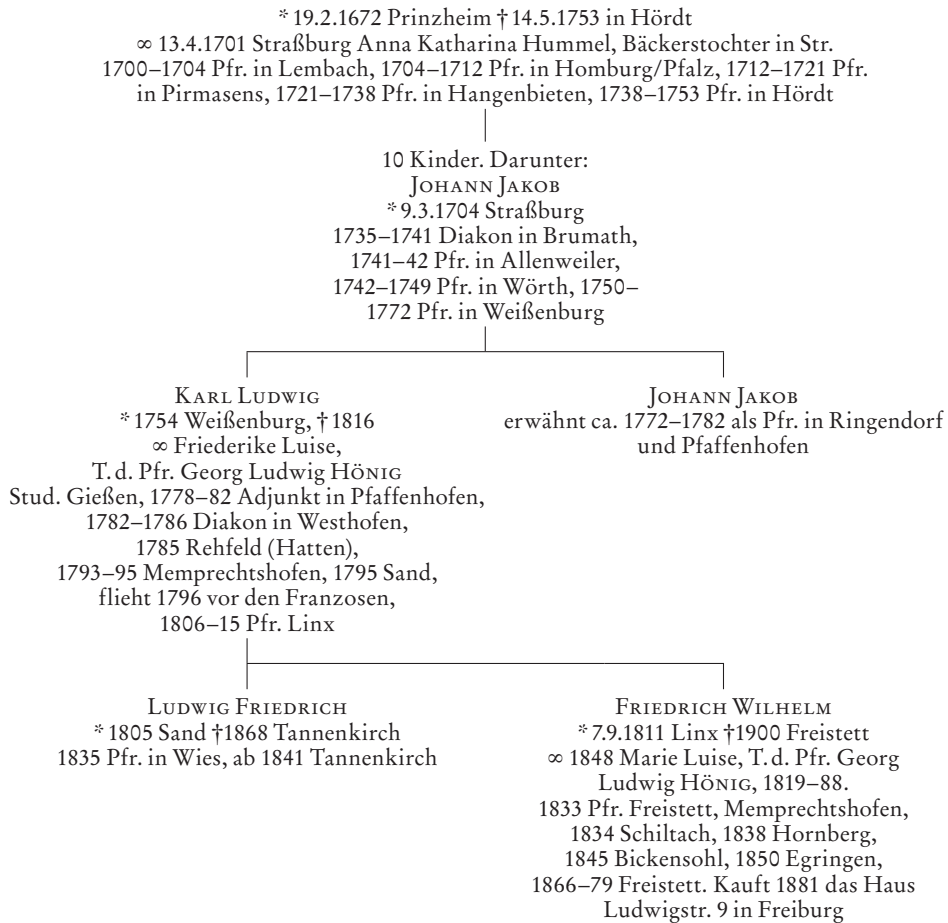 * 19.2.1672 Prinzheim † 14.5.1753 in Hördt
∞ 13.4.1701 Straßburg Anna Katharina Hummel, Bäckerstochter in Str.
1700–1704 Pfr. in Lembach, 1704–1712 Pfr. in Homburg/Pfalz, 1712–1721 Pfr.
in Pirmasens, 1721–1738 Pfr. in Hangenbieten, 1738–1753 Pfr. in Hördt
10 Kinder. Darunter:
Johann Jakob
* 9.3.1704 Straßburg
1735–1741 Diakon in Brumath,
1741–42 Pfr. in Allenweiler,
1742–1749 Pfr. in Wörth, 1750–
1772 Pfr. in Weißenburg
Karl Ludwig
* 1754 Weißenburg, † 1816
∞ Friederike Luise,
T. d. Pfr. Georg Ludwig Hönig
Stud. Gießen, 1778–82 Adjunkt in Pfaffenhofen,
1782–1786 Diakon in Westhofen,
1785 Rehfeld (Hatten),
1793–95 Memprechtshofen, 1795 Sand,
flieht 1796 vor den Franzosen,
1806–15 Pfr. Linx
Johann Jakob
erwähnt ca. 1772–1782 als Pfr. in Ringendorf
und Pfaffenhofen
Ludwig Friedrich
* 1805 Sand †1868 Tannenkirch
1835 Pfr. in Wies, ab 1841 Tannenkirch
Friedrich Wilhelm
* 7.9.1811 Linx †1900 Freistett
∞ 1848 Marie Luise, T. d. Pfr. Georg
Ludwig Hönig, 1819–88.
1833 Pfr. Freistett, Memprechtshofen,
1834 Schiltach, 1838 Hornberg,
1845 Bickensohl, 1850 Egringen,
1866–79 Freistett. Kauft 1881 das Haus
Ludwigstr. 9 in Freiburg